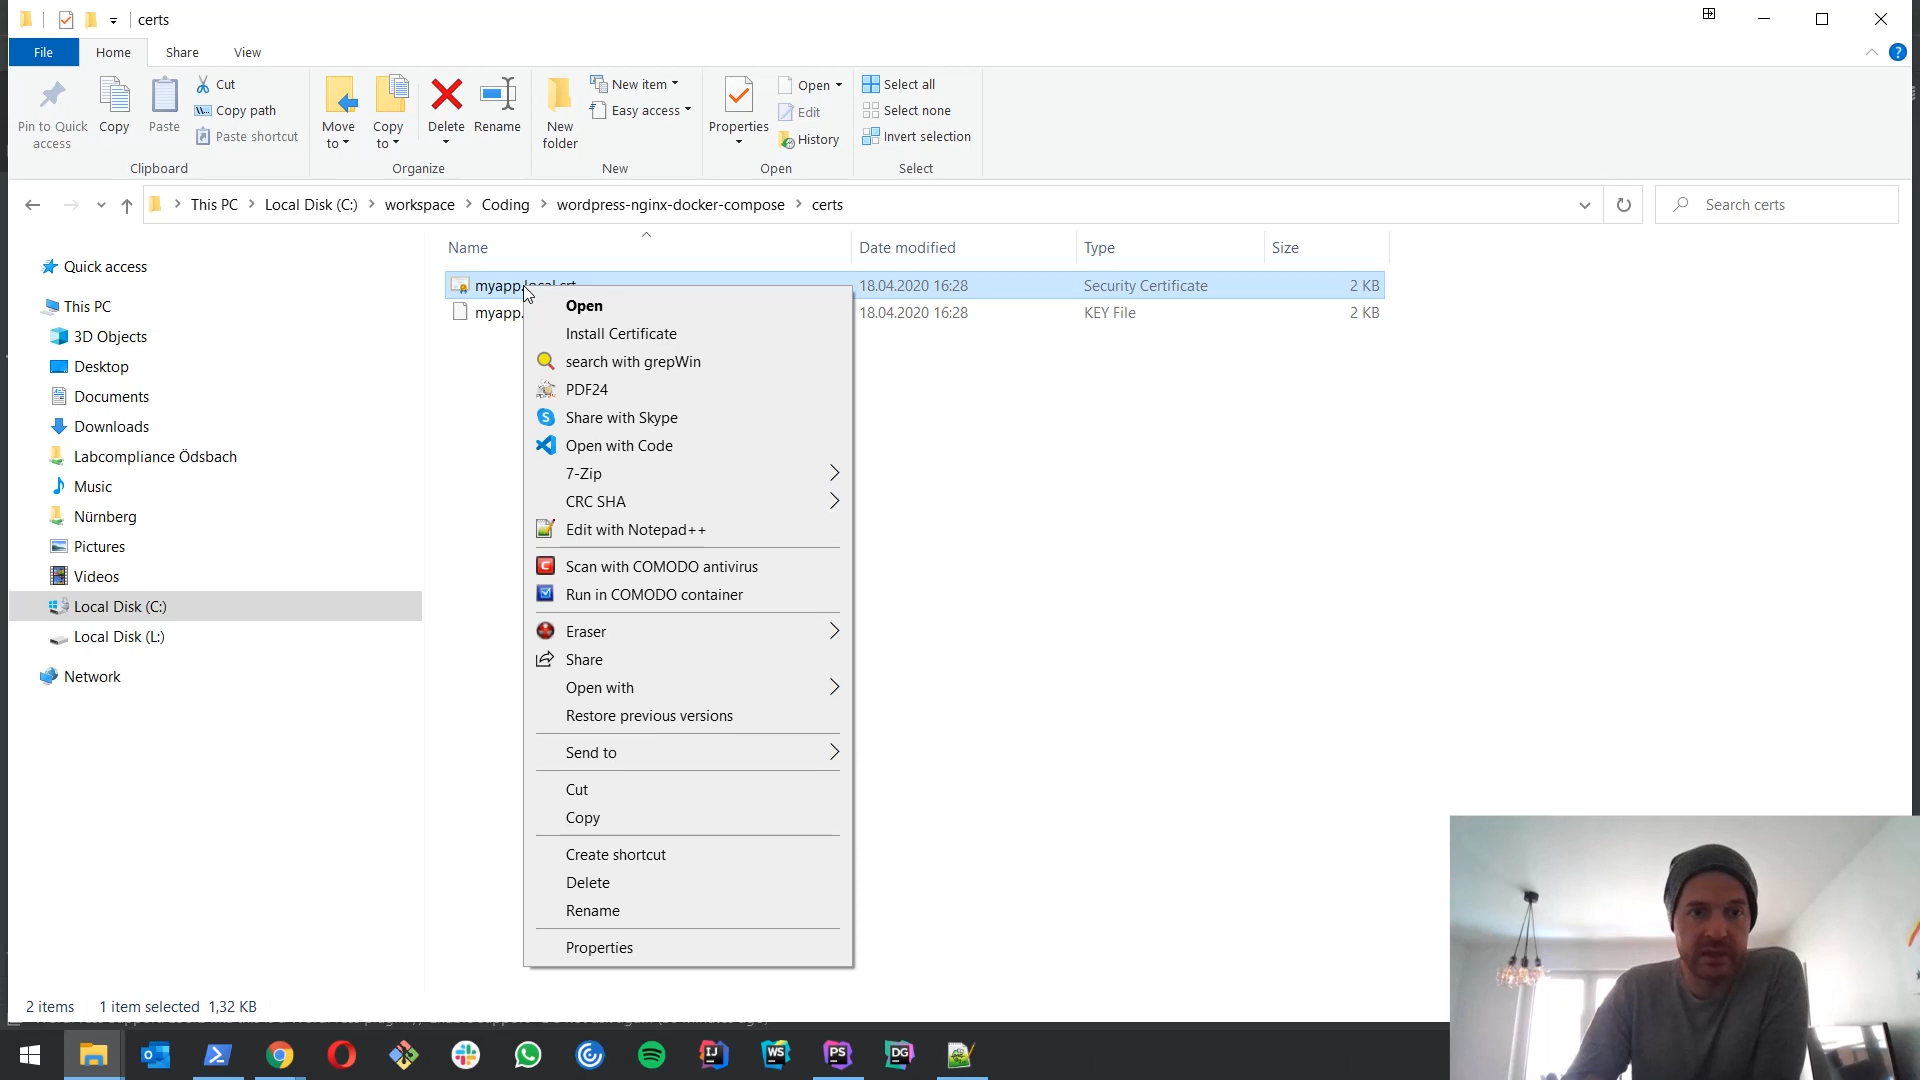 certs
File Home Share View
Pin to Quick access
Copy
Paste
Cut
Copy path
Paste shortcut
Clipboard
Move to
Copy to
Delete
Rename
Organize
New folder
New item
Easy access
New
Properties
Open
Edit
History
Open
Select all
Select none
Invert selection
Select
This PC Local Disk (C:) workspace Coding wordpress-nginx-docker-compose certs
Search certs
Name Date modified Type Size
myapp.local.crt 18.04.2020 16:28 Security Certificate 2 KB
myapp. 18.04.2020 16:28 KEY File 2 KB
Quick access
This PC
3D Objects
Desktop
Documents
Downloads
Labcompliance Ödsbach
Music
Nürnberg
Pictures
Videos
Local Disk (C:)
Local Disk (L:)
Network
Open
Install Certificate
search with grepWin
PDF24
Share with Skype
Open with Code
7-Zip
CRC SHA
Edit with Notepad++
Scan with COMODO antivirus
Run in COMODO container
Eraser
Share
Open with
Restore previous versions
Send to
Cut
Copy
Create shortcut
Delete
Rename
Properties
2 items 1 item selected 1,32 KB
IJ WS PS DG